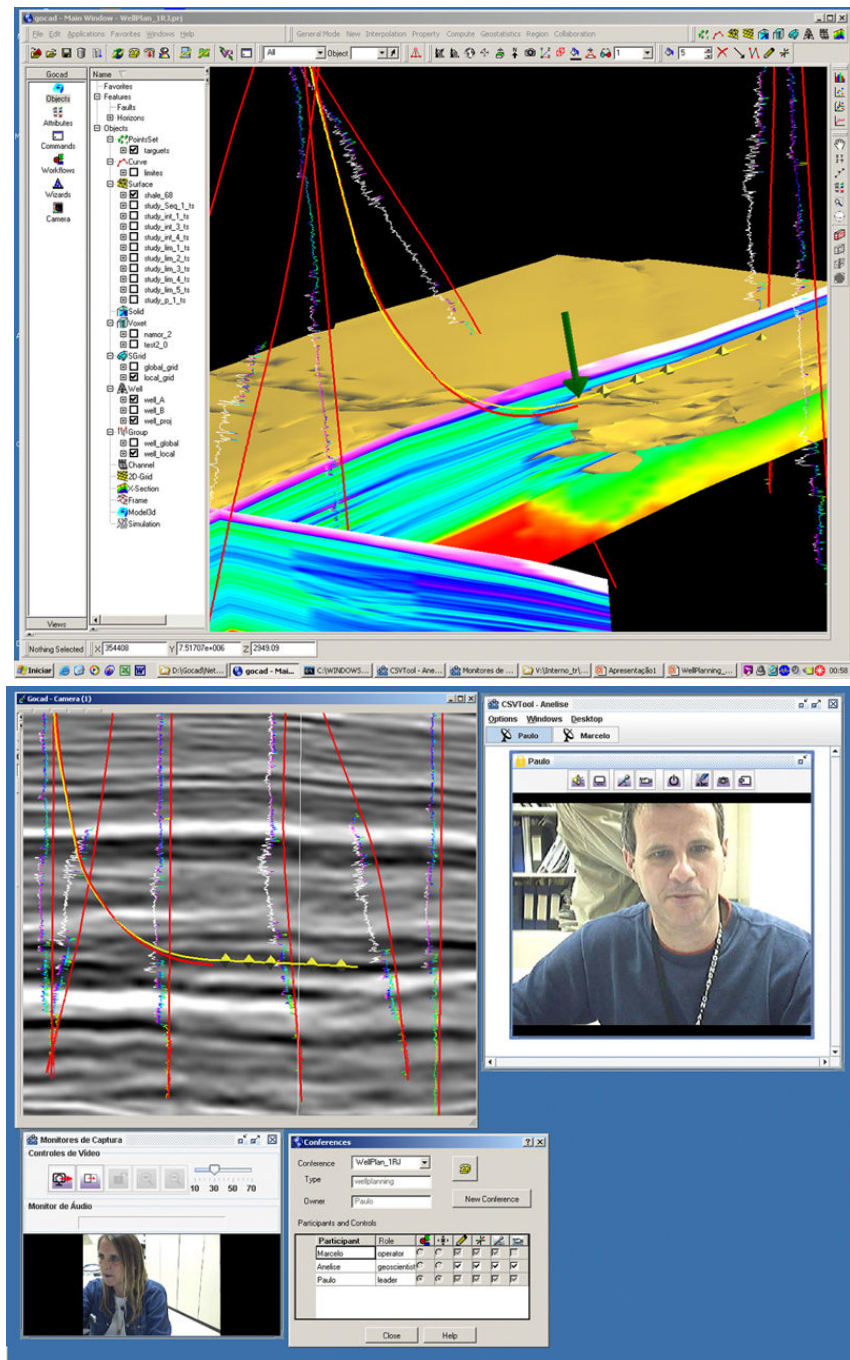 gocad - Main Window - WellPlan_1RJ.prj
File Edit Applications Favorites Windows Help
General Mode New Interpolation Property Compute Geostatistics Region Collaboration
All
Object
1
5
Gocad
Objects
Attributes
Commands
Workflows
Wizards
Camera
Views
Name
Favorites
Features
Faults
Horizons
Objects
PointsSet
targuets
Curve
limites
Surface
shale_68
study_Seq_1_ts
study_int_1_ts
study_int_3_ts
study_int_4_ts
study_lim_1_ts
study_lim_2_ts
study_lim_3_ts
study_lim_4_ts
study_lim_5_ts
study_p_1_ts
Solid
Voxet
namor_2
test2_0
SGrid
global_grid
local_grid
Well
well_A
well_B
well_proj
Group
well_global
well_local
Channel
2D-Grid
X-Section
Frame
Model3d
Simulation
Nothing Selected X 354408 Y 7.51707e+006 Z 2949.09
Iniciar
D:\Gocad\Net...
gocad - Mai...
C:\WINDOWS...
CSVTool - Ane...
Monitores de ...
V:\Interno_tr\...
Apresentação1
WellPlanning_...
00:58
Gocad - Camera (1)
CSVTool - Anelise
Options Windows Desktop
Paulo Marcelo
Paulo
Monitores de Captura
Controles de Vídeo
10 30 50 70
Monitor de Áudio
Conferences
Conference WellPlan_1RJ
Type wellplanning
Owner Paulo
New Conference
Participants and Controls
Participant Role
Marcelo operator
Anelise geoscientist
Paulo leader
Close Help